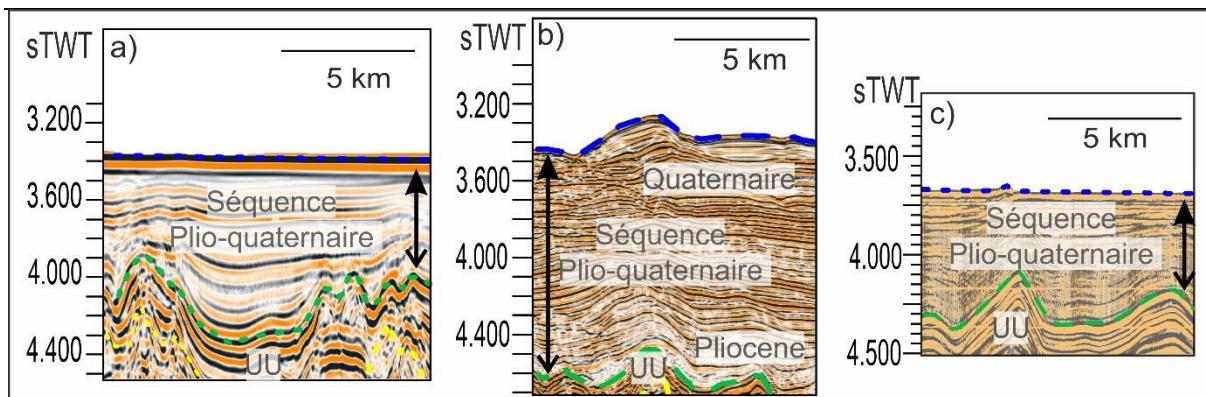 sTWT
a)
5 km
3.200
3.600
4.000
4.400
Séquence
Plio-quaternaire
UU
sTWT
b)
5 km
3.200
3.600
4.000
4.400
Quaternaire
Séquence
Plio-quaternaire
Pliocene
UU
sTWT
c)
5 km
3.500
4.000
4.500
Séquence
Plio-quaternaire
UU